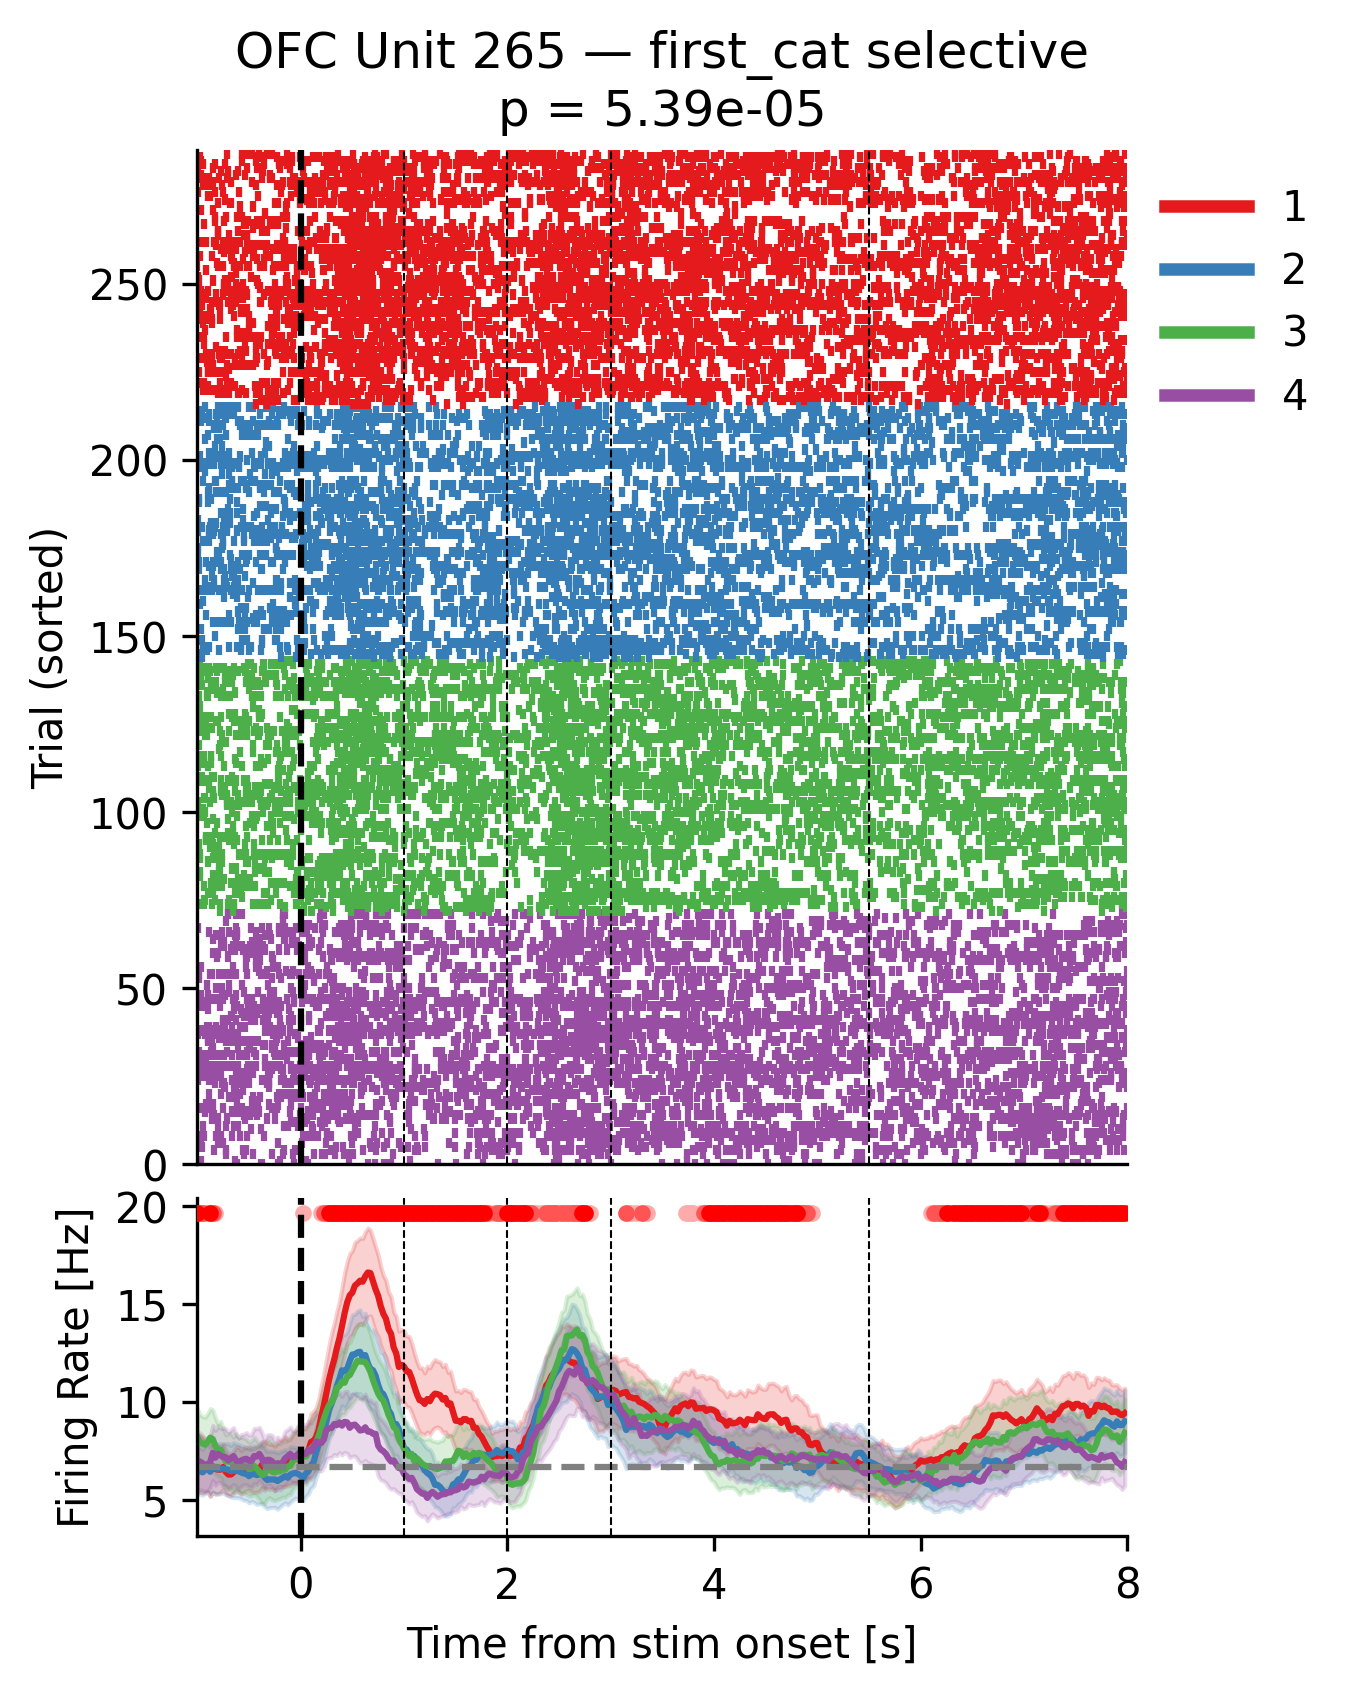 OFC Unit 265 — first_cat selective
p = 5.39e-05
1
2
3
4
250
200
150
100
50
0
Trial (sorted)
20
15
10
5
Firing Rate [Hz]
0 2 4 6 8
Time from stim onset [s]